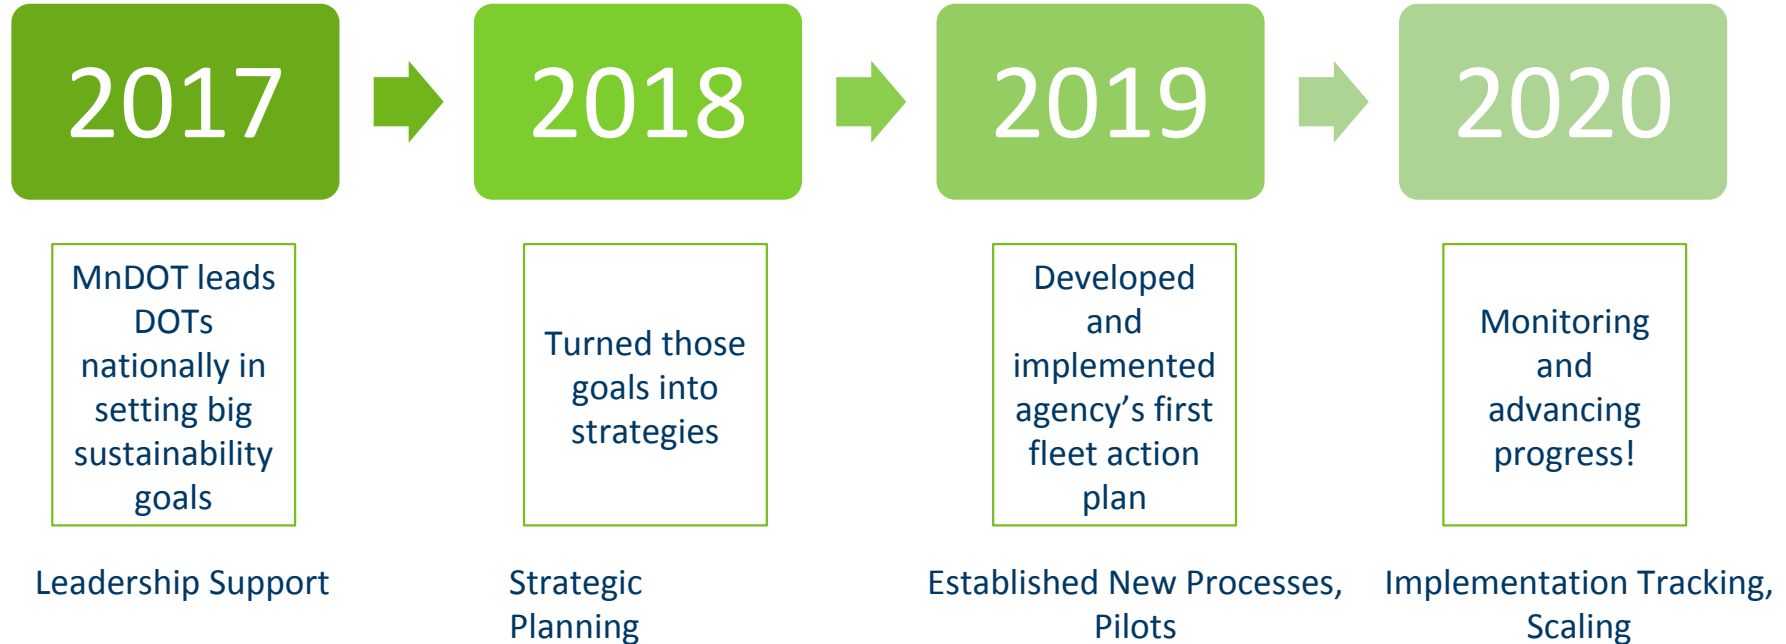 2017
2018
2019
2020
MnDOT leads
DOTs
nationally in
setting big
sustainability
goals
Turned those
goals into
strategies
Developed
and
implemented
agency’s first
fleet action
plan
Monitoring
and
advancing
progress!
Leadership Support
Strategic
Planning
Established New Processes,
Pilots
Implementation Tracking,
Scaling